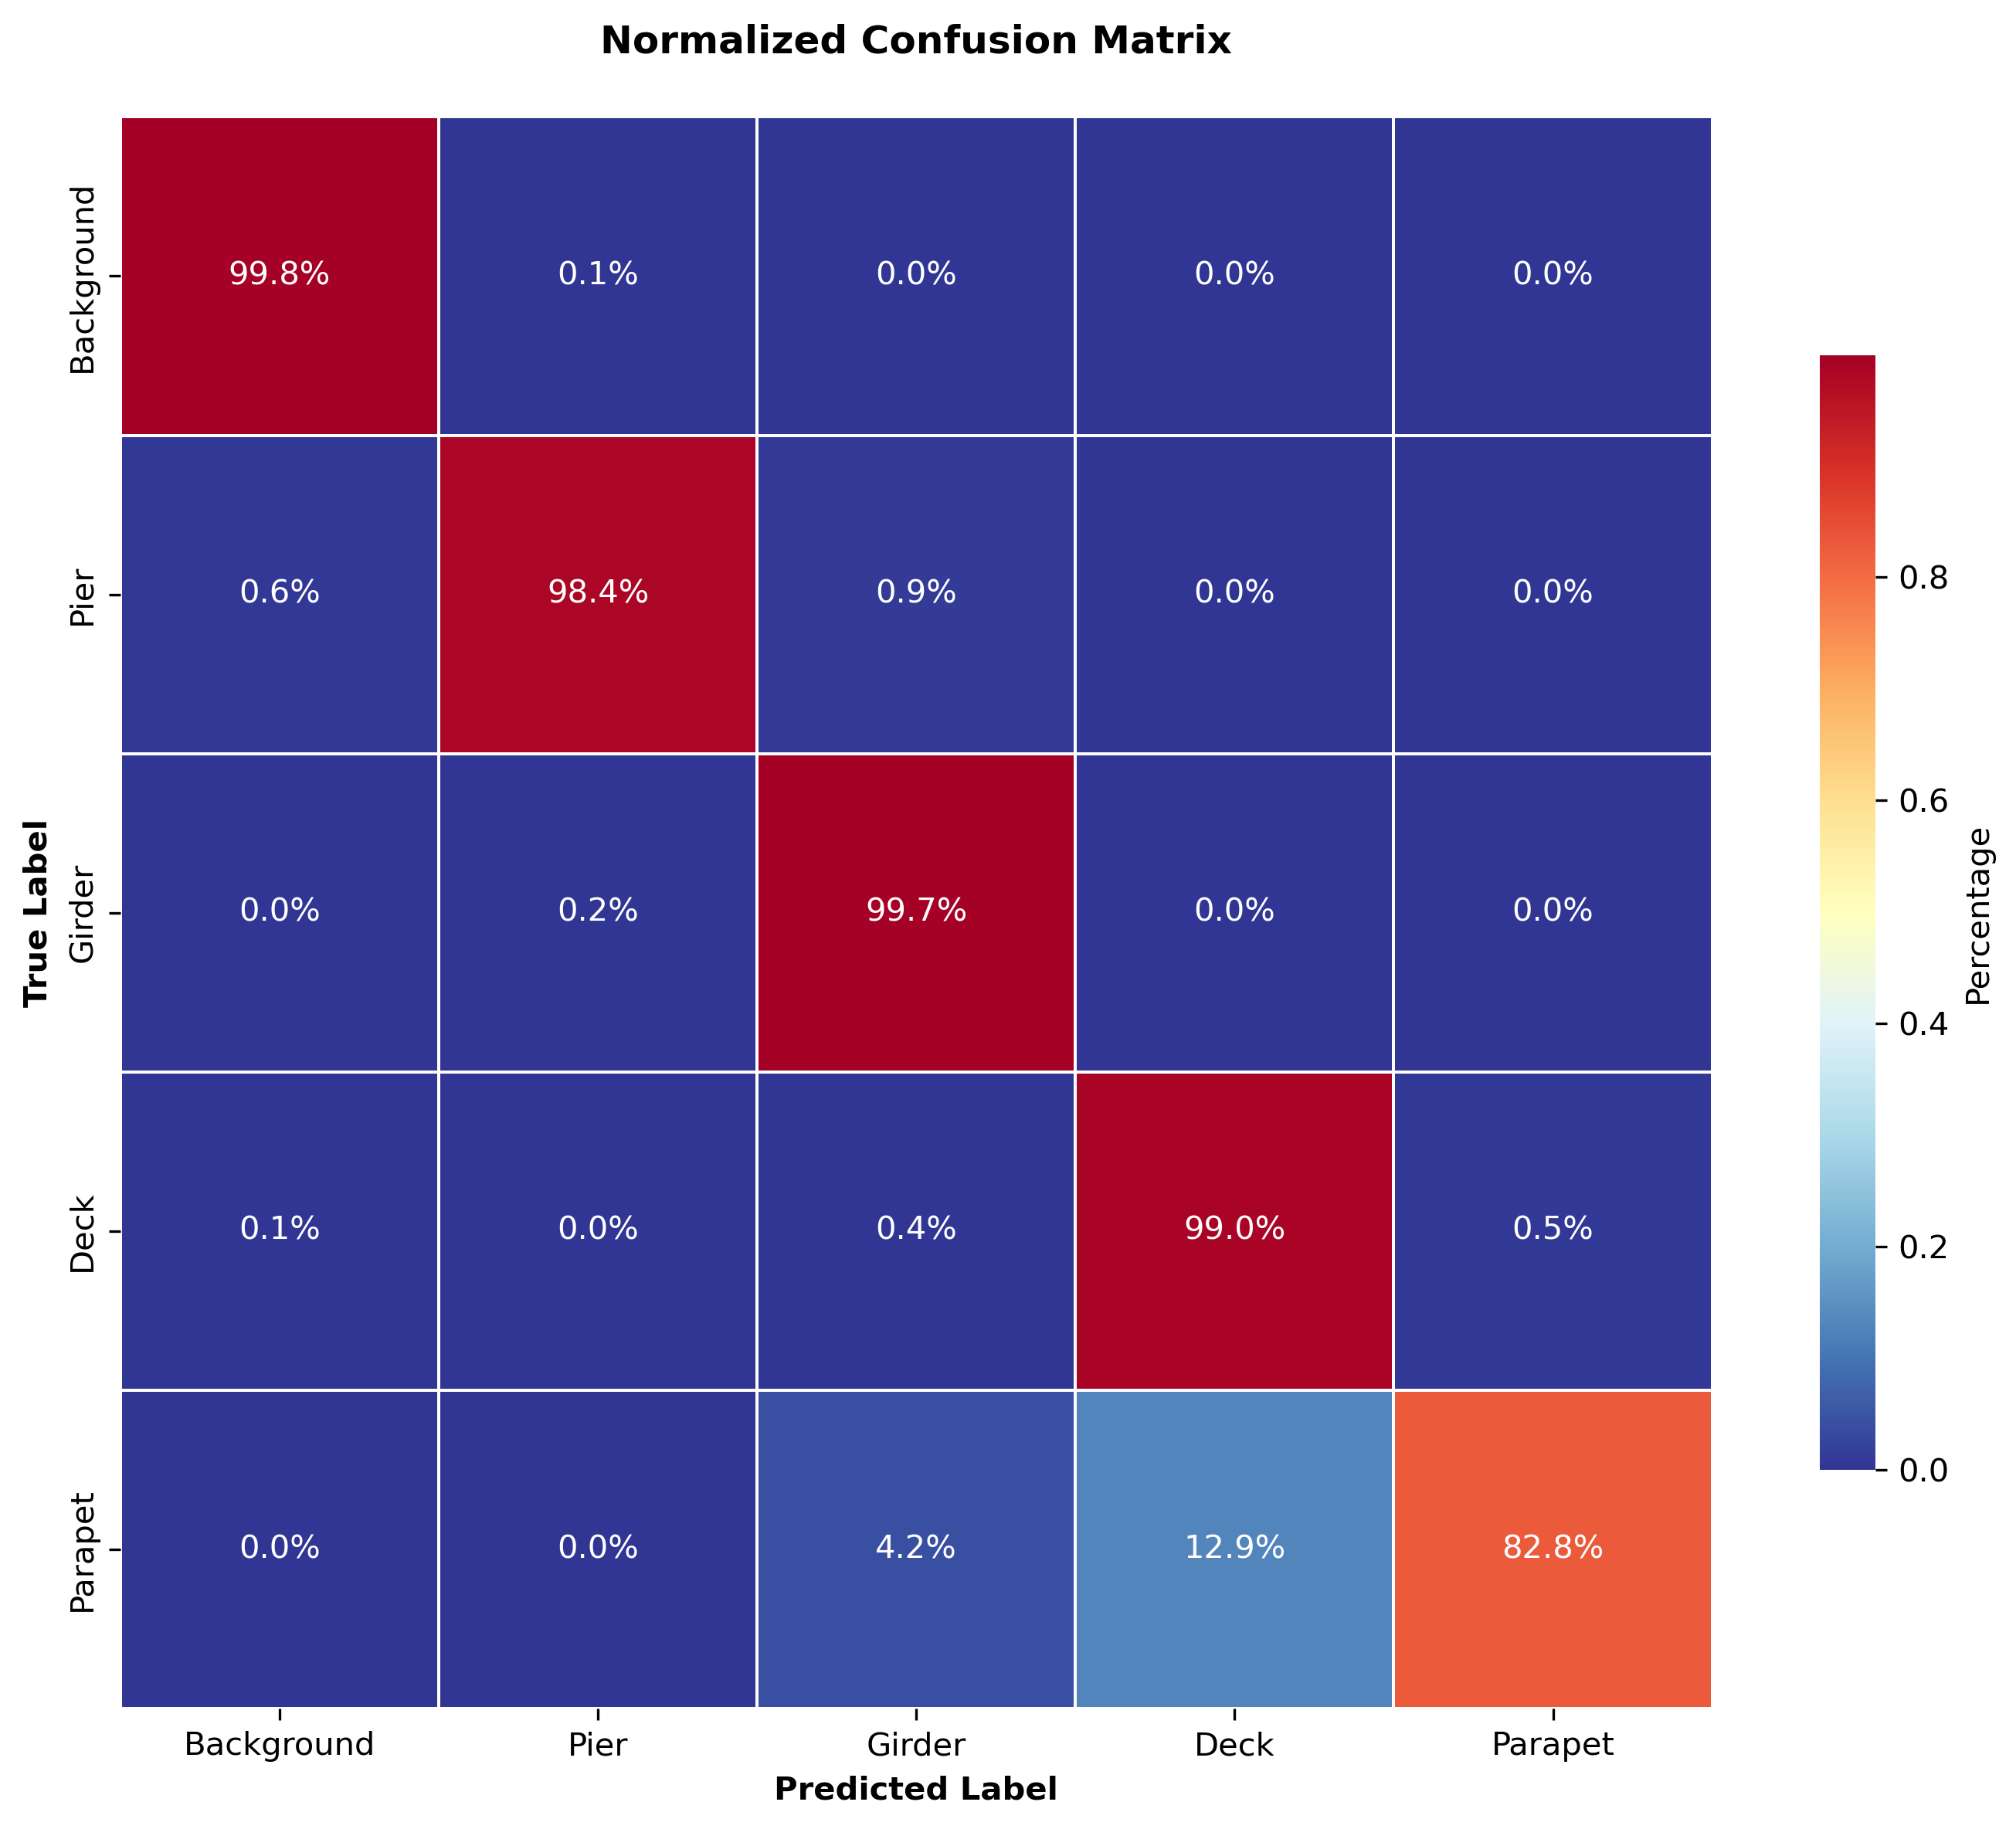 Normalized Confusion Matrix
Background
99.8% 0.1% 0.0% 0.0% 0.0%
Pier
0.6% 98.4% 0.9% 0.0% 0.0%
Girder
0.0% 0.2% 99.7% 0.0% 0.0%
Deck
0.1% 0.0% 0.4% 99.0% 0.5%
Parapet
0.0% 0.0% 4.2% 12.9% 82.8%
True Label
Background Pier Girder Deck Parapet
Predicted Label
0.8
0.6
0.4
0.2
0.0
Percentage